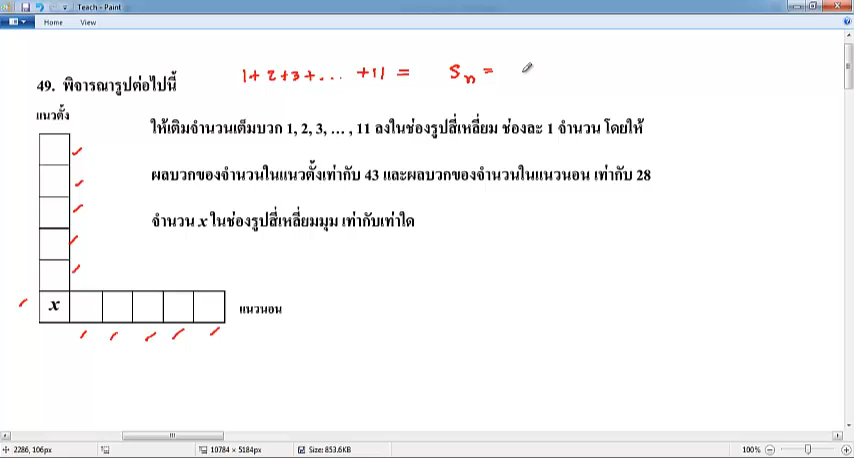 Teach - Paint
Home View
1+2+3+... +11 = Sn =
49. พิจารณารูปต่อไปนี้
แนวตั้ง
ให้เติมจำนวนเต็มบวก 1, 2, 3, ... , 11 ลงในช่องรูปสี่เหลี่ยม ช่องละ 1 จำนวน โดยให้
ผลบวกของจำนวนในแนวตั้งเท่ากับ 43 และผลบวกของจำนวนในแนวนอน เท่ากับ 28
จำนวน x ในช่องรูปสี่เหลี่ยมมุม เท่ากับเท่าใด
x
แนวนอน
2286, 106px 10784 × 5184px Size: 853.6KB 100%